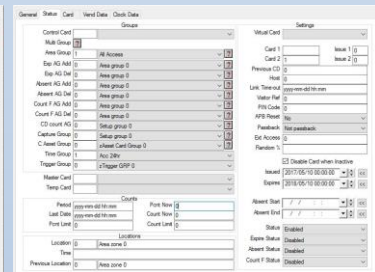 General Status Card Vend Data Clock Data
Groups
Control Card
Multi Group ?
Area Group 1 All Access ?
Exp AG Add 0 Area group 0 ?
Exp AG Del 0 Area group 0 ?
Absent AG Add 0 Area group 0 ?
Absent AG Del 0 Area group 0 ?
Count F AG Add 0 Area group 0 ?
Count F AG Del 0 Area group 0 ?
CD count AG 0 Setup group 0 ?
Capture Group 0 Setup group 0 ?
C Asset Group 0 zAsset Card Group 0 ?
Time Group 1 Acc 24hr
Trigger Group 0 zTrigger GRP 0
Master Card
Temp Card
Counts
Period yyyy-mm-dd hh:mm Pcnt Now 0
Last Date yyyy-mm-dd hh:mm Count Now 0
Pcnt Limit 0 Count Limit 0
Locations
Location 0 Area zone 0
Time
Previous Location 0 Area zone 0
Settings
Virtual Card
Card 1 Issue 1 0
Card 2 1 Issue 2 0
Previous CD 0
Host 0
Link Time-out yyyy-mm-dd hh:mm
Visitor Ref 0
PIN Code 0
APB Reset No
Passback Not passback
Ext Access 0
Random %
Disable Card when Inactive
Issued 2017/05/10 00:00:00 <<
Expires 2018/05/10 00:00:00 <<
Absent Start / / : : <<
Absent End / / : : <<
Status Enabled
Expire Status Disabled
Absent Status Disabled
Count F Status Disabled